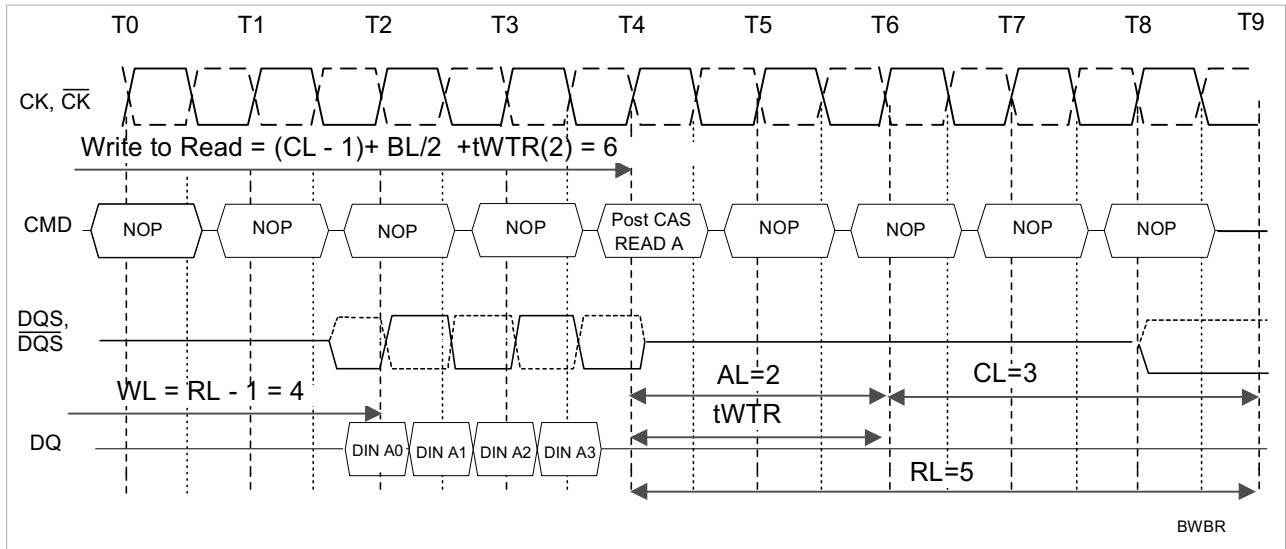 T0 T1 T2 T3 T4 T5 T6 T7 T8 T9
CK, CK
Write to Read = (CL - 1)+ BL/2 +tWTR(2) = 6
CMD NOP NOP NOP NOP Post CAS READ A NOP NOP NOP NOP
DQS,
DQS
AL=2 CL=3
WL = RL - 1 = 4
tWTR
DQ DIN A0 DIN A1 DIN A2 DIN A3
RL=5
BWBR